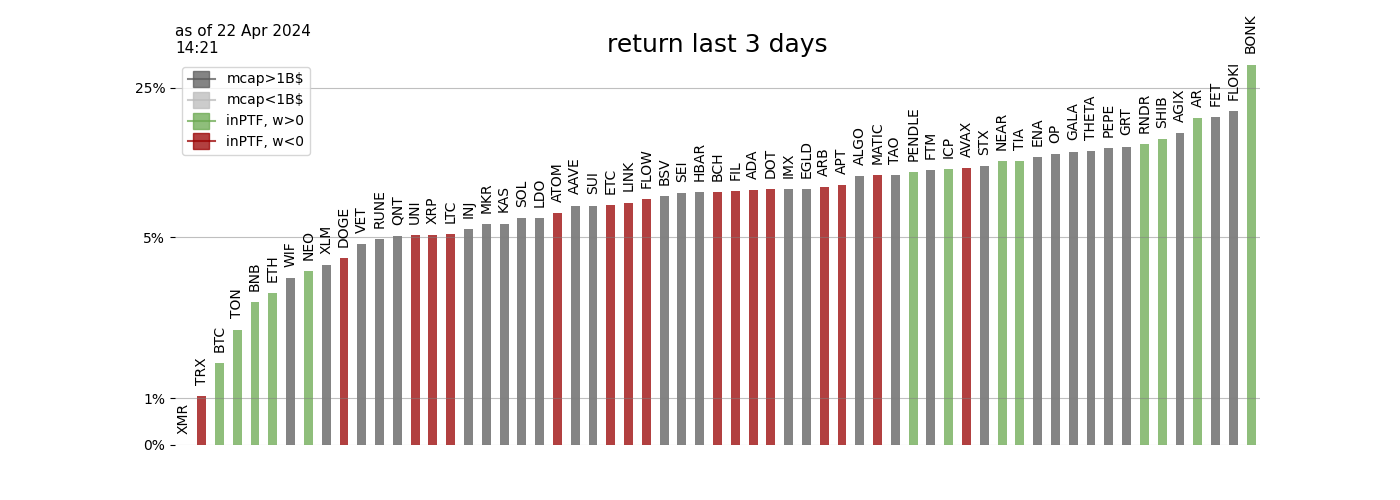 as of 22 Apr 2024
14:21
return last 3 days
mcap>1B$
mcap<1B$
inPTF, w>0
inPTF, w<0
25%
5%
1%
0%
XMR
TRX
BTC
TON
BNB
ETH
WIF
NEO
XLM
DOGE
VET
RUNE
QNT
UNI
XRP
LTC
INJ
MKR
KAS
SOL
LDO
ATOM
AAVE
SUI
ETC
LINK
FLOW
BSV
SEI
HBAR
BCH
FIL
ADA
DOT
IMX
EGLD
ARB
APT
ALGO
MATIC
TAO
PENDLE
FTM
ICP
AVAX
STX
NEAR
TIA
ENA
OP
GALA
THETA
PEPE
GRT
RNDR
SHIB
AGIX
AR
FET
FLOKI
BONK